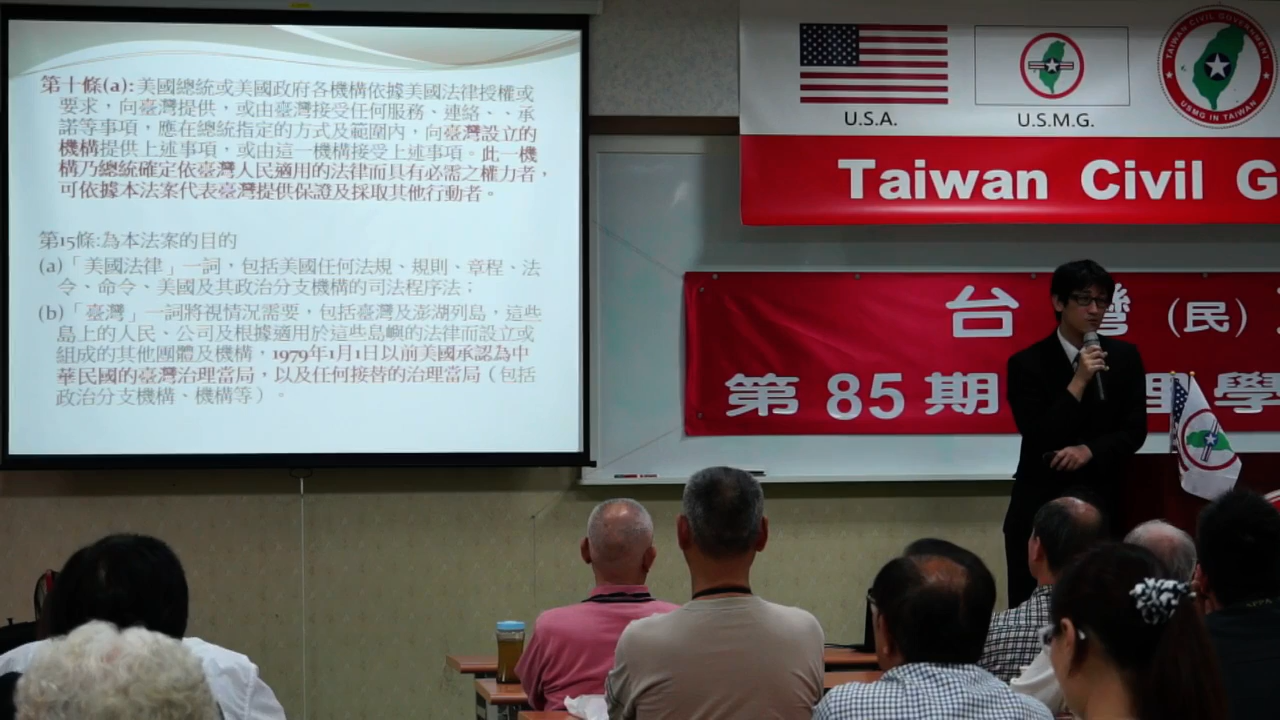 第十條(a): 美國總統或美國政府各機構依據美國法律授權或
要求，向臺灣提供，或由臺灣接受任何服務、連絡、、承
諾等事項，應在總統指定的方式及範圍內，向臺灣設立的
機構提供上述事項，或由這一機構接受上述事項。此一機
構乃總統確定依臺灣人民適用的法律而具有必需之權力者，
可依據本法案代表臺灣提供保證及採取其他行動者。
第15條:為本法案的目的
(a)「美國法律」一詞，包括美國任何法規、規則、章程、法
令、命令、美國及其政治分支機構的司法程序法；
(b)「臺灣」一詞將視情況需要，包括臺灣及澎湖列島，這些
島上的人民、公司及根據適用於這些島嶼的法律而設立或
組成的其他團體及機構，1979年1月1日以前美國承認為中
華民國的臺灣治理當局，以及任何接替的治理當局（包括
政治分支機構、機構等）。
U.S.A.
U.S.M.G.
TAIWAN CIVIL GOVERNMENT
USMG IN TAIWAN
Taiwan Civil G
台灣(民)
第 85 期 理學